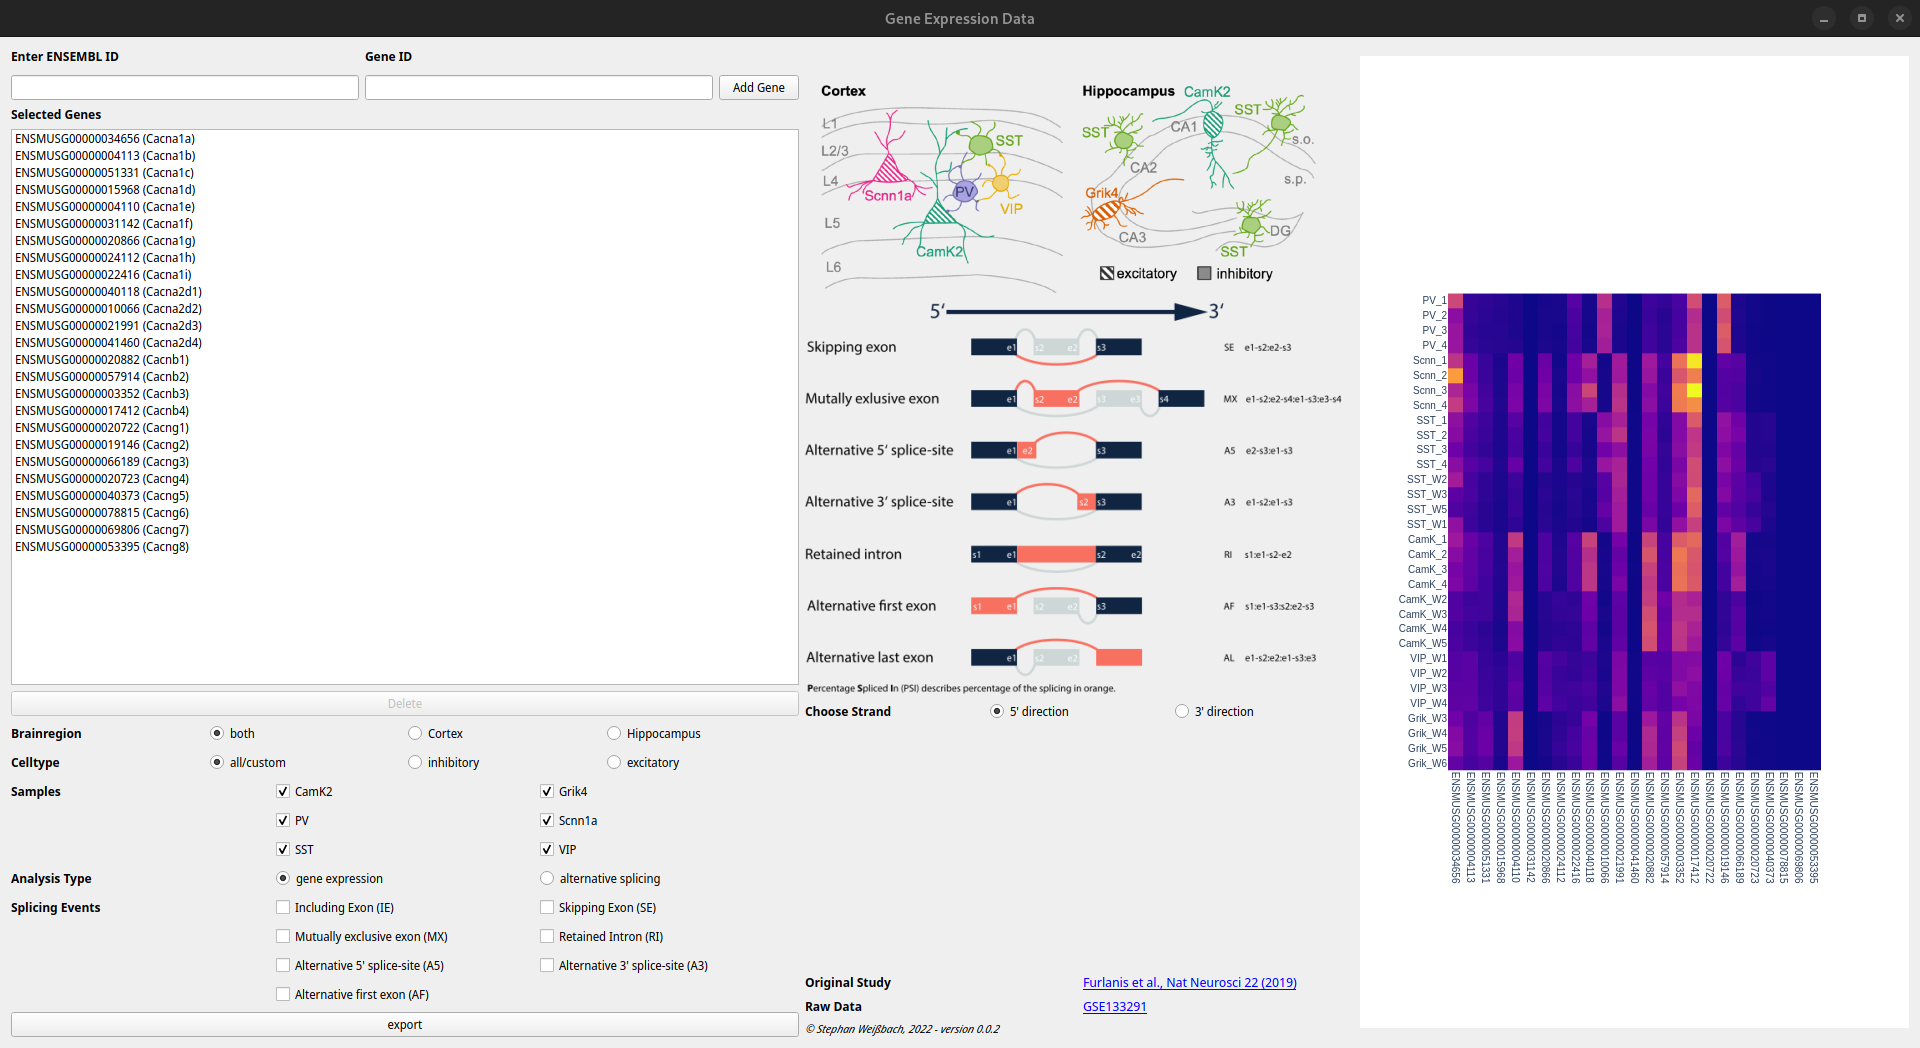 Gene Expression Data
Enter ENSEMBL ID
Gene ID
Add Gene
Selected Genes
ENSMUSG00000034656 (Cacna1a)
ENSMUSG00000004113 (Cacna1b)
ENSMUSG00000051331 (Cacna1c)
ENSMUSG00000015968 (Cacna1d)
ENSMUSG00000004110 (Cacna1e)
ENSMUSG00000031142 (Cacna1f)
ENSMUSG00000020866 (Cacna1g)
ENSMUSG00000024112 (Cacna1h)
ENSMUSG00000022416 (Cacna1i)
ENSMUSG00000040118 (Cacna2d1)
ENSMUSG00000010066 (Cacna2d2)
ENSMUSG00000021991 (Cacna2d3)
ENSMUSG00000041460 (Cacna2d4)
ENSMUSG00000020882 (Cacnb1)
ENSMUSG00000057914 (Cacnb2)
ENSMUSG00000003352 (Cacnb3)
ENSMUSG00000017412 (Cacnb4)
ENSMUSG00000020722 (Cacng1)
ENSMUSG00000019146 (Cacng2)
ENSMUSG00000066189 (Cacng3)
ENSMUSG00000020723 (Cacng4)
ENSMUSG00000040373 (Cacng5)
ENSMUSG00000078815 (Cacng6)
ENSMUSG00000069806 (Cacng7)
ENSMUSG00000053395 (Cacng8)
Delete
Brainregion both Cortex Hippocampus
Celltype all/custom inhibitory excitatory
Samples CamK2 Grik4
PV Scnn1a
SST VIP
Analysis Type gene expression alternative splicing
Splicing Events Including Exon (IE) Skipping Exon (SE)
Mutually exclusive exon (MX) Retained Intron (RI)
Alternative 5' splice-site (A5) Alternative 3' splice-site (A3)
Alternative first exon (AF)
export
Cortex
L1
L2/3
L4
L5
L6
SST
PV
Scnn1a
VIP
CamK2
Hippocampus
CamK2
SST
SST
CA1
s.o.
CA2
s.p.
Grik4
CA3
DG
SST
excitatory inhibitory
5‘ 3‘
Skipping exon e1 s2 e2 s3 SE e1-s2:e2-s3
Mutally exlusive exon e1 s2 e2 s3 e3 s4 MX e1-s2:e2-s4:e1-s3:e3-s4
Alternative 5‘ splice-site e1 e2 s3 A5 e2-s3:e1-s3
Alternative 3‘ splice-site e1 s2 s3 A3 e1-s2:e1-s3
Retained intron s1 e1 s2 e2 RI s1:e1-s2-e2
Alternative first exon s1 e1 s2 e2 s3 AF s1:e1-s3:s2:e2-s3
Alternative last exon e1 s2 e2 AL e1-s2:e2:e1-s3:e3
Percentage Spliced In (PSI) describes percentage of the splicing in orange.
Choose Strand 5' direction 3' direction
Original Study Furlanis et al., Nat Neurosci 22 (2019)
Raw Data GSE133291
© Stephan Weißbach, 2022 - version 0.0.2
PV_1
PV_2
PV_3
PV_4
Scnn_1
Scnn_2
Scnn_3
Scnn_4
SST_1
SST_2
SST_3
SST_4
SST_W2
SST_W3
SST_W5
SST_W1
CamK_1
CamK_2
CamK_3
CamK_4
CamK_W2
CamK_W3
CamK_W4
CamK_W5
VIP_W1
VIP_W2
VIP_W3
VIP_W4
Grik_W3
Grik_W4
Grik_W5
Grik_W6
ENSMUSG00000034656
ENSMUSG00000004113
ENSMUSG00000051331
ENSMUSG00000015968
ENSMUSG00000004110
ENSMUSG00000031142
ENSMUSG00000020866
ENSMUSG00000024112
ENSMUSG00000022416
ENSMUSG00000040118
ENSMUSG00000010066
ENSMUSG00000021991
ENSMUSG00000041460
ENSMUSG00000020882
ENSMUSG00000057914
ENSMUSG00000003352
ENSMUSG00000017412
ENSMUSG00000020722
ENSMUSG00000019146
ENSMUSG00000066189
ENSMUSG00000020723
ENSMUSG00000040373
ENSMUSG00000078815
ENSMUSG00000069806
ENSMUSG00000053395